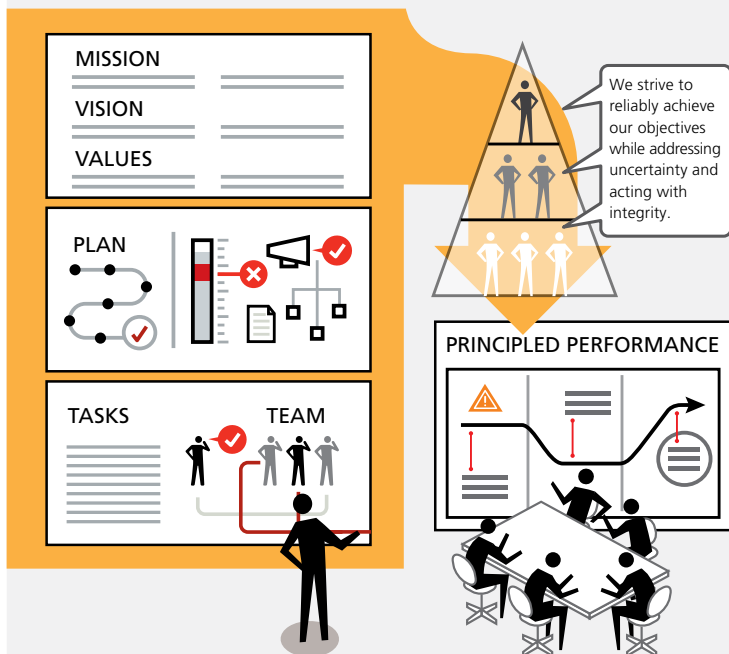 MISSION
VISION
VALUES
PLAN
TASKS
TEAM
We strive to
reliably achieve
our objectives
while addressing
uncertainty and
acting with
integrity.
PRINCIPLED PERFORMANCE